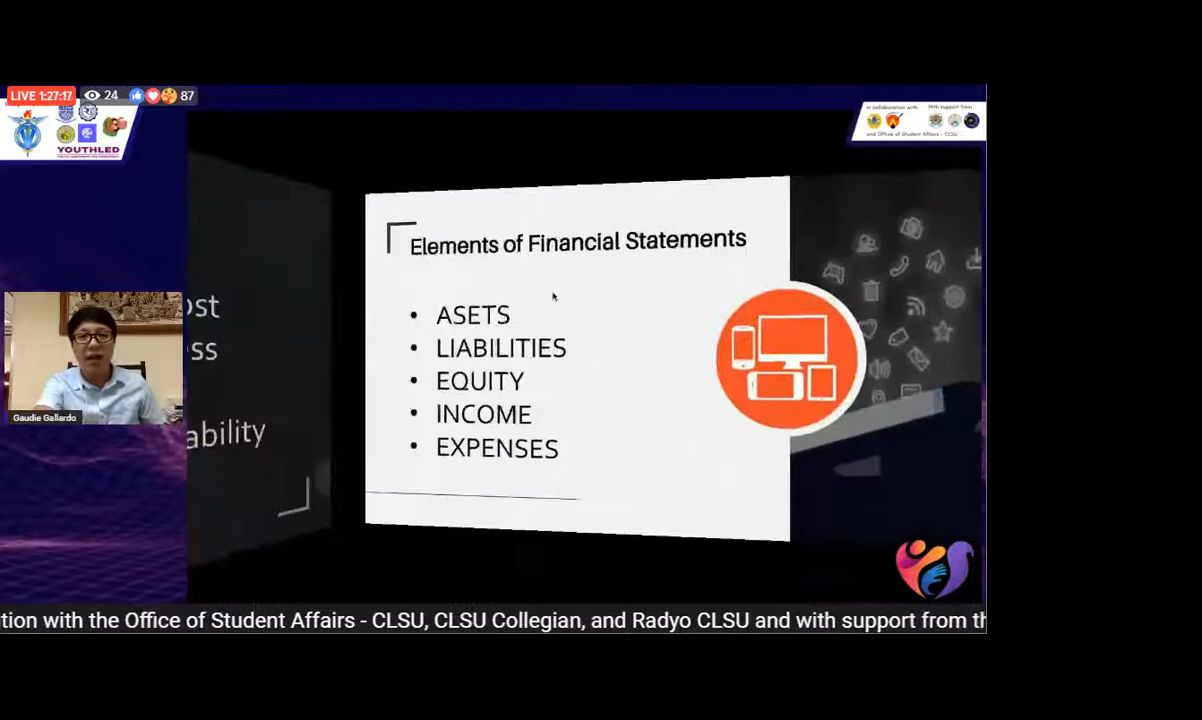 LIVE 1:27:17 24 87
YOUTHLED
In collaboration with: With support from
and Office of Student Affairs - CLSU
Elements of Financial Statements
ost
ss
ability
• ASETS
• LIABILITIES
• EQUITY
• INCOME
• EXPENSES
Gaudie Gallardo
tion with the Office of Student Affairs - CLSU, CLSU Collegian, and Radyo CLSU and with support from th